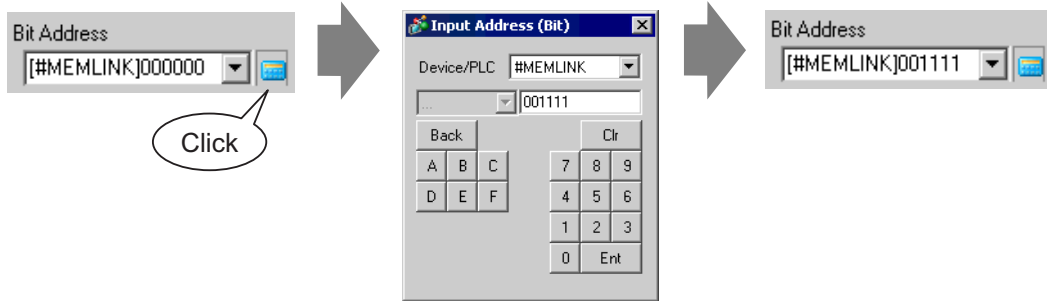 Bit Address
[#MEMLINK]000000
Click
Input Address (Bit)
Device/PLC #MEMLINK
... 001111
Back Clr
A B C 7 8 9
D E F 4 5 6
1 2 3
0 Ent
Bit Address
[#MEMLINK]001111